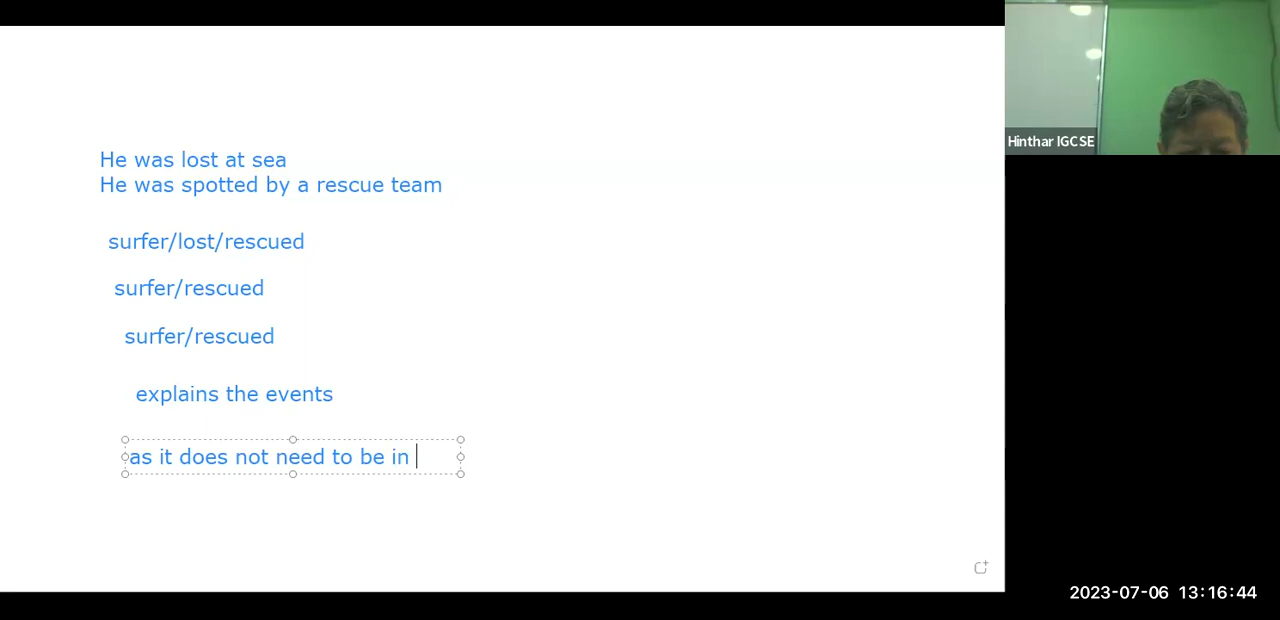 He was lost at sea
He was spotted by a rescue team
surfer/lost/rescued
surfer/rescued
surfer/rescued
explains the events
as it does not need to be in
Hinthar IGCSE
2023-07-06 13:16:44